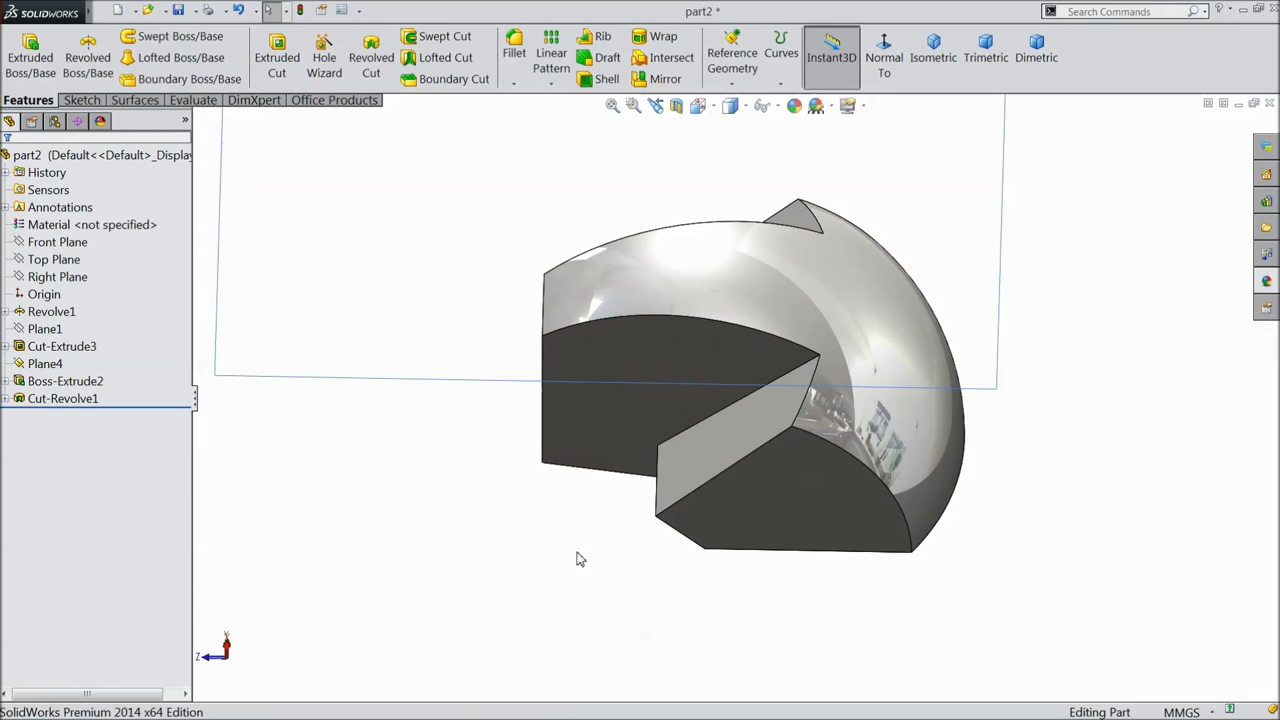 SOLIDWORKS
part2 *
Search Commands
Extruded Boss/Base
Revolved Boss/Base
Swept Boss/Base
Lofted Boss/Base
Boundary Boss/Base
Extruded Cut
Hole Wizard
Revolved Cut
Swept Cut
Lofted Cut
Boundary Cut
Fillet
Linear Pattern
Rib
Draft
Shell
Wrap
Intersect
Mirror
Reference Geometry
Curves
Instant3D
Normal To
Isometric
Trimetric
Dimetric
Features
Sketch
Surfaces
Evaluate
DimXpert
Office Products
part2 (Default<<Default>_Display
History
Sensors
Annotations
Material <not specified>
Front Plane
Top Plane
Right Plane
Origin
Revolve1
Plane1
Cut-Extrude3
Plane4
Boss-Extrude2
Cut-Revolve1
Y
Z
SolidWorks Premium 2014 x64 Edition
Editing Part
MMGS